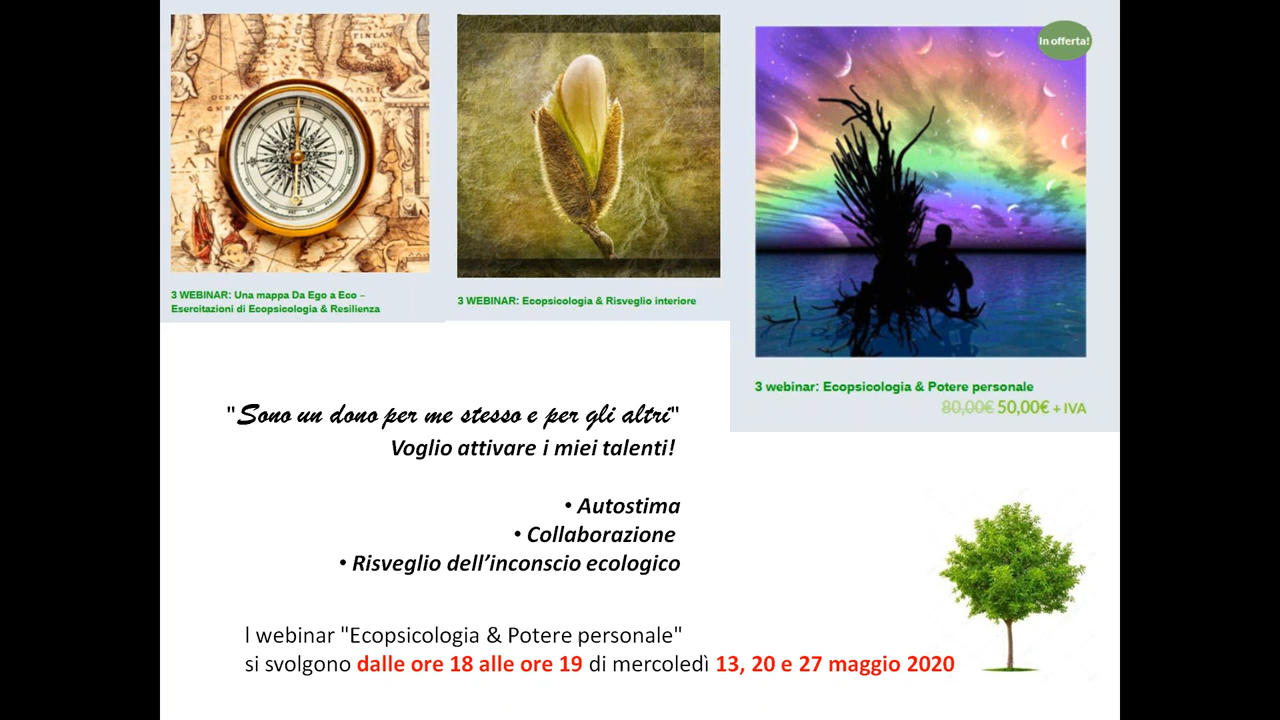 In offerta!
3 WEBINAR: Una mappa Da Ego a Eco –
Esercitazioni di Ecopsicologia & Resilienza
3 WEBINAR: Ecopsicologia & Risveglio interiore
3 webinar: Ecopsicologia & Potere personale
80,00€ 50,00€ + IVA
"Sono un dono per me stesso e per gli altri"
Voglio attivare i miei talenti!
• Autostima
• Collaborazione
• Risveglio dell’inconscio ecologico
I webinar "Ecopsicologia & Potere personale"
si svolgono dalle ore 18 alle ore 19 di mercoledì 13, 20 e 27 maggio 2020